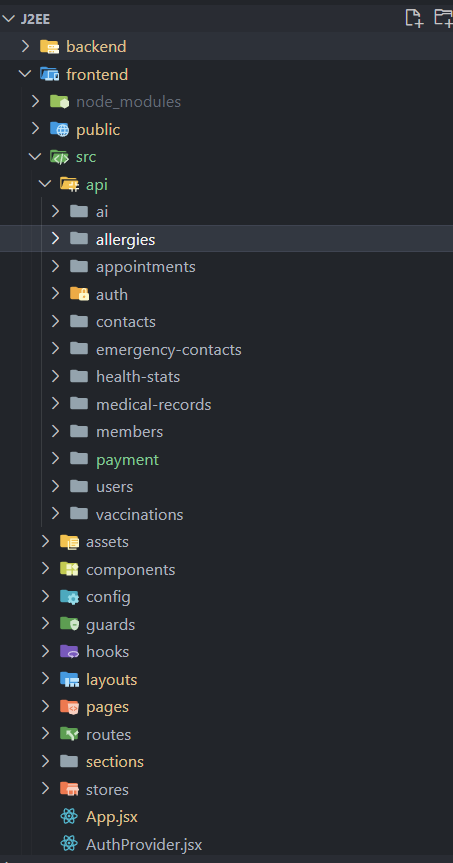 J2EE
backend
frontend
node_modules
public
src
api
ai
allergies
appointments
auth
contacts
emergency-contacts
health-stats
medical-records
members
payment
users
vaccinations
assets
components
config
guards
hooks
layouts
pages
routes
sections
stores
App.jsx
AuthProvider.jsx